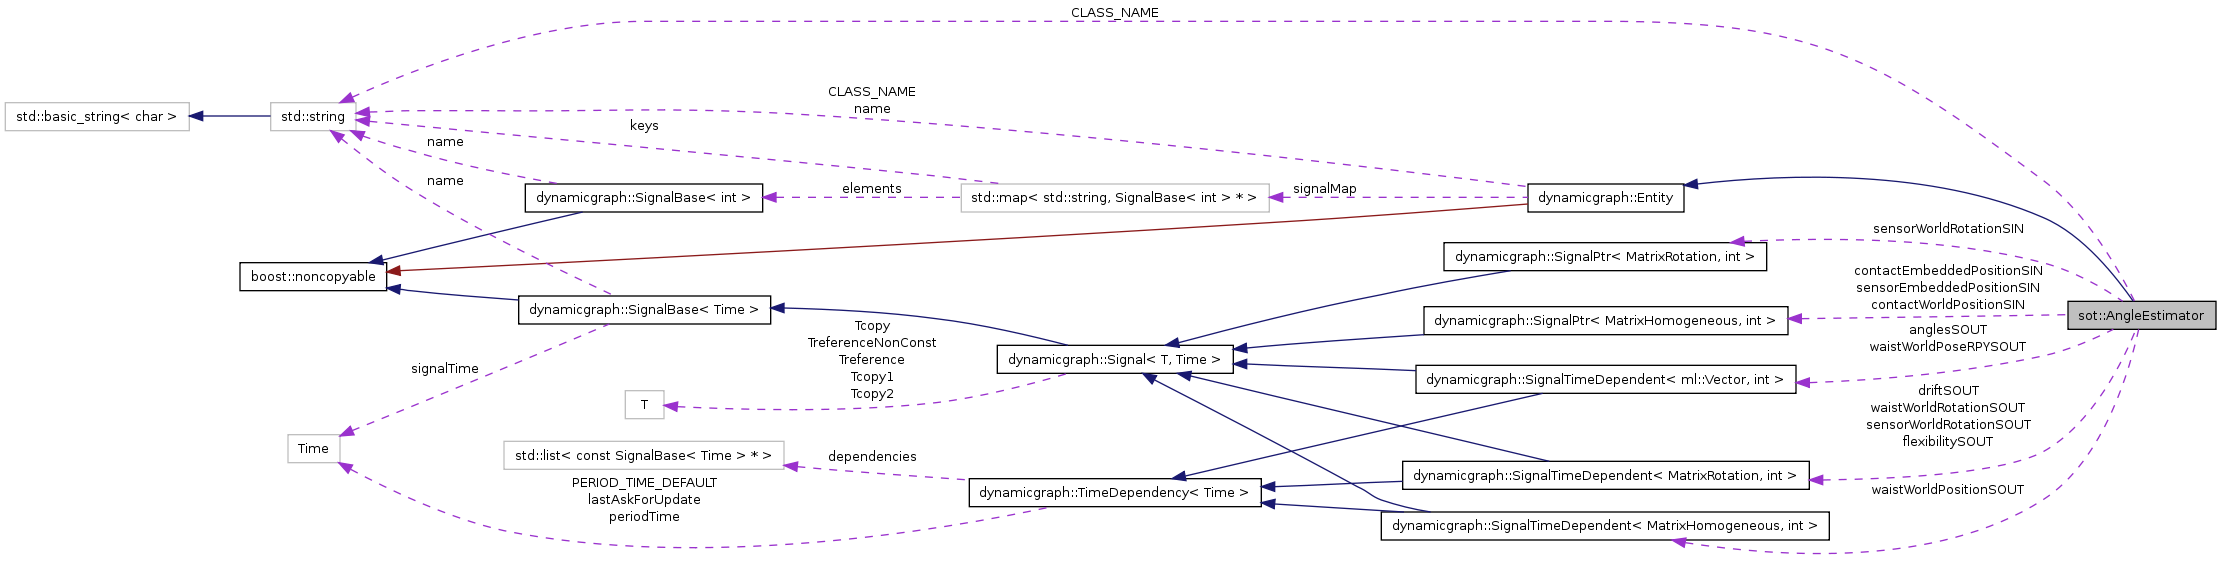 CLASS_NAME
CLASS_NAME
name
std::basic_string< char >
std::string
keys
name
name
dynamicgraph::SignalBase< int >
elements
std::map< std::string, SignalBase< int > * >
signalMap
dynamicgraph::Entity
sensorWorldRotationSIN
boost::noncopyable
dynamicgraph::SignalPtr< MatrixRotation, int >
contactEmbeddedPositionSIN
sensorEmbeddedPositionSIN
contactWorldPositionSIN
dynamicgraph::SignalBase< Time >
dynamicgraph::SignalPtr< MatrixHomogeneous, int >
sot::AngleEstimator
Tcopy
TreferenceNonConst
Treference
Tcopy1
Tcopy2
anglesSOUT
waistWorldPoseRPYSOUT
dynamicgraph::Signal< T, Time >
signalTime
dynamicgraph::SignalTimeDependent< ml::Vector, int >
T
driftSOUT
waistWorldRotationSOUT
sensorWorldRotationSOUT
flexibilitySOUT
Time
std::list< const SignalBase< Time > * >
dependencies
dynamicgraph::SignalTimeDependent< MatrixRotation, int >
PERIOD_TIME_DEFAULT
lastAskForUpdate
periodTime
dynamicgraph::TimeDependency< Time >
waistWorldPositionSOUT
dynamicgraph::SignalTimeDependent< MatrixHomogeneous, int >